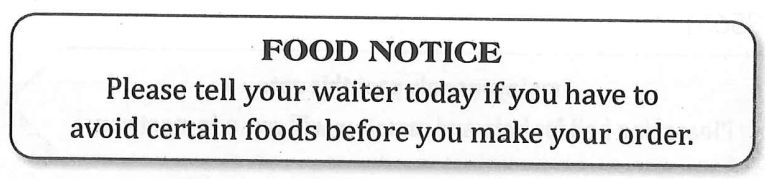 FOOD NOTICE
Please tell your waiter today if you have to
avoid certain foods before you make your order.